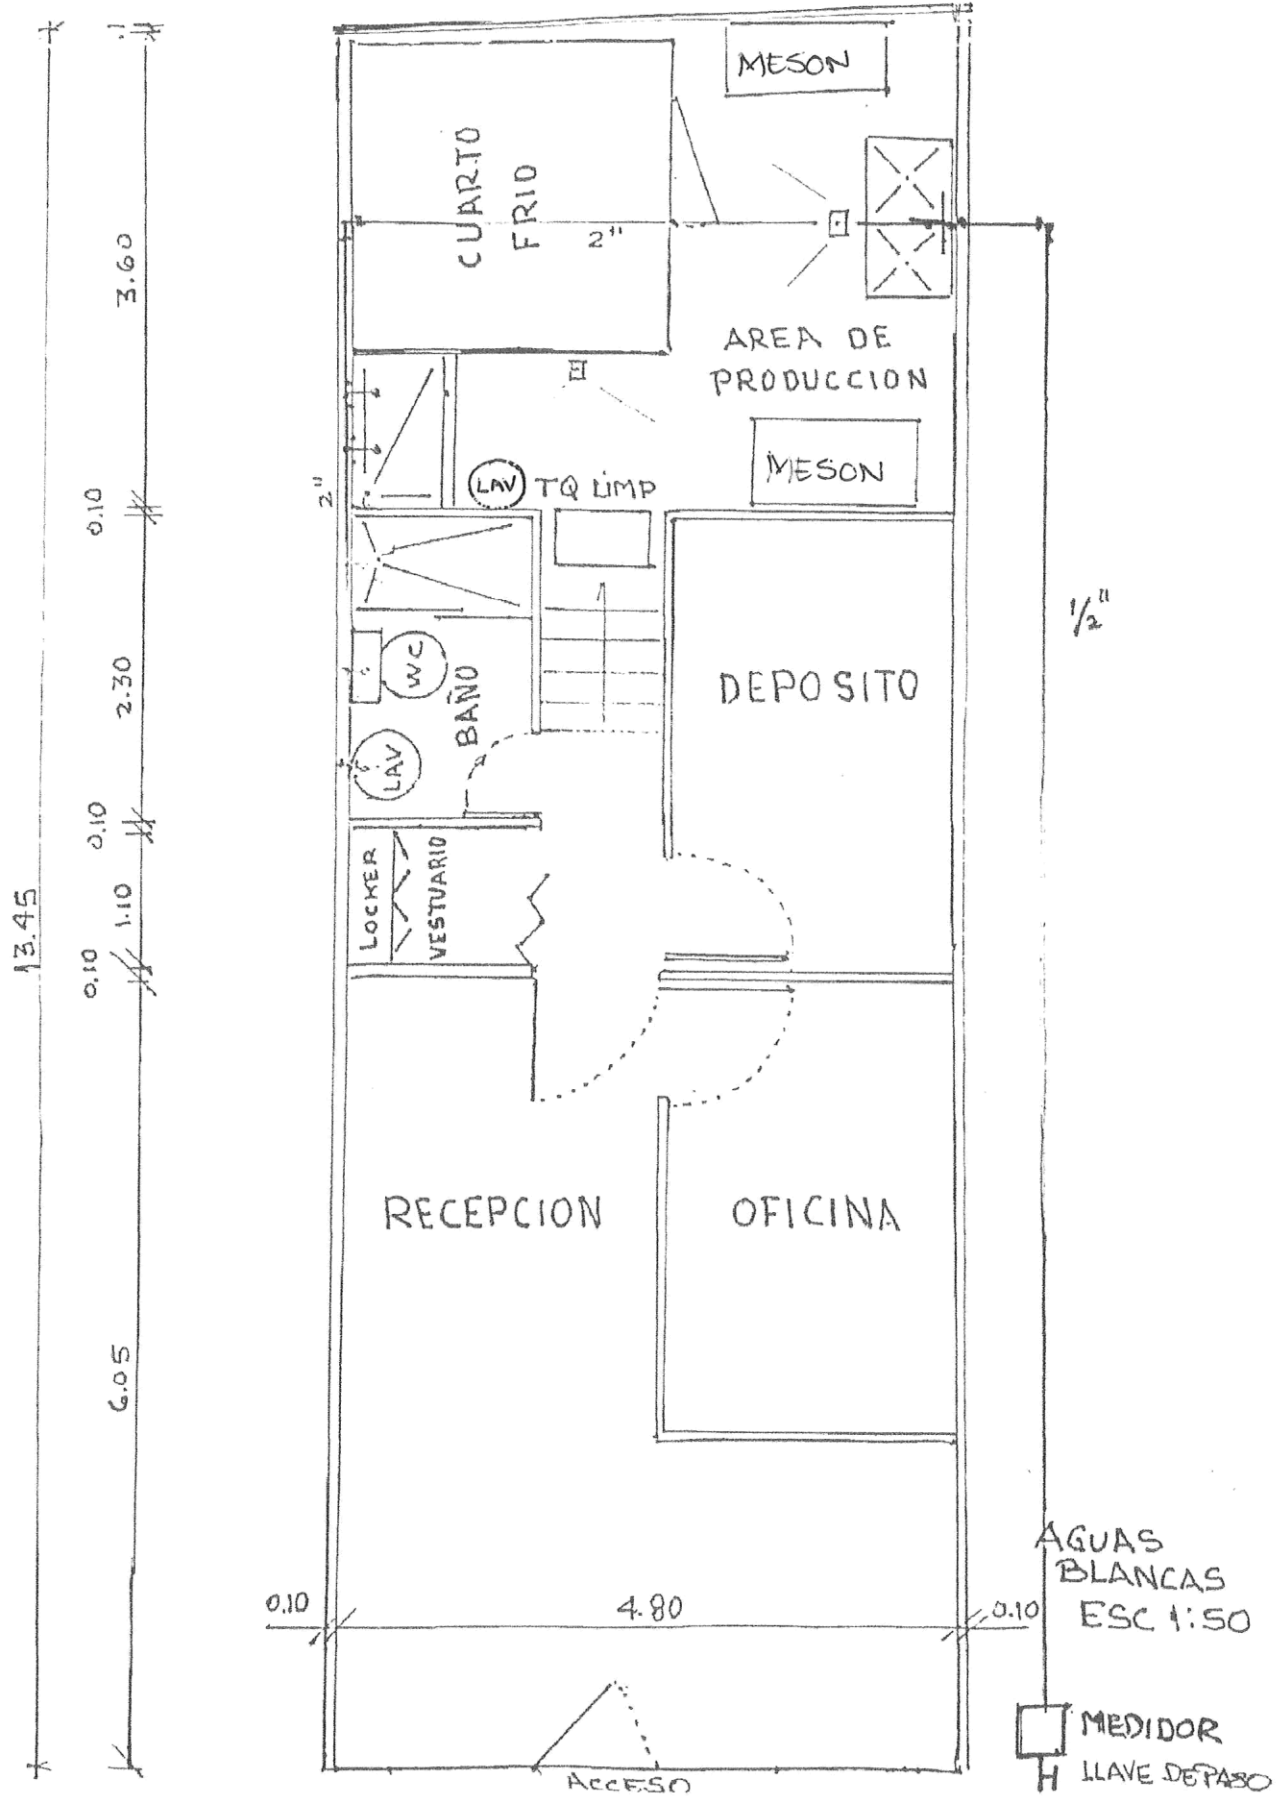 MESON
CUARTO
FRIO
2"
3.60
AREA DE
PRODUCCION
MESON
LAV
TQ LIMP
2"
0.10
1/2"
WC
BAÑO
DEPOSITO
2.30
LAV
0.10
LOCKER
VESTUARIO
1.10
13.45
0.10
RECEPCION
OFICINA
6.05
AGUAS
BLANCAS
ESC 1:50
0.10
4.80
0.10
MEDIDOR
LLAVE DE PASO
ACCESO